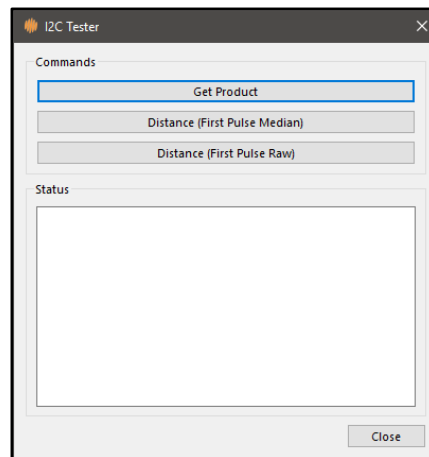 I2C Tester
Commands
Get Product
Distance (First Pulse Median)
Distance (First Pulse Raw)
Status
Close